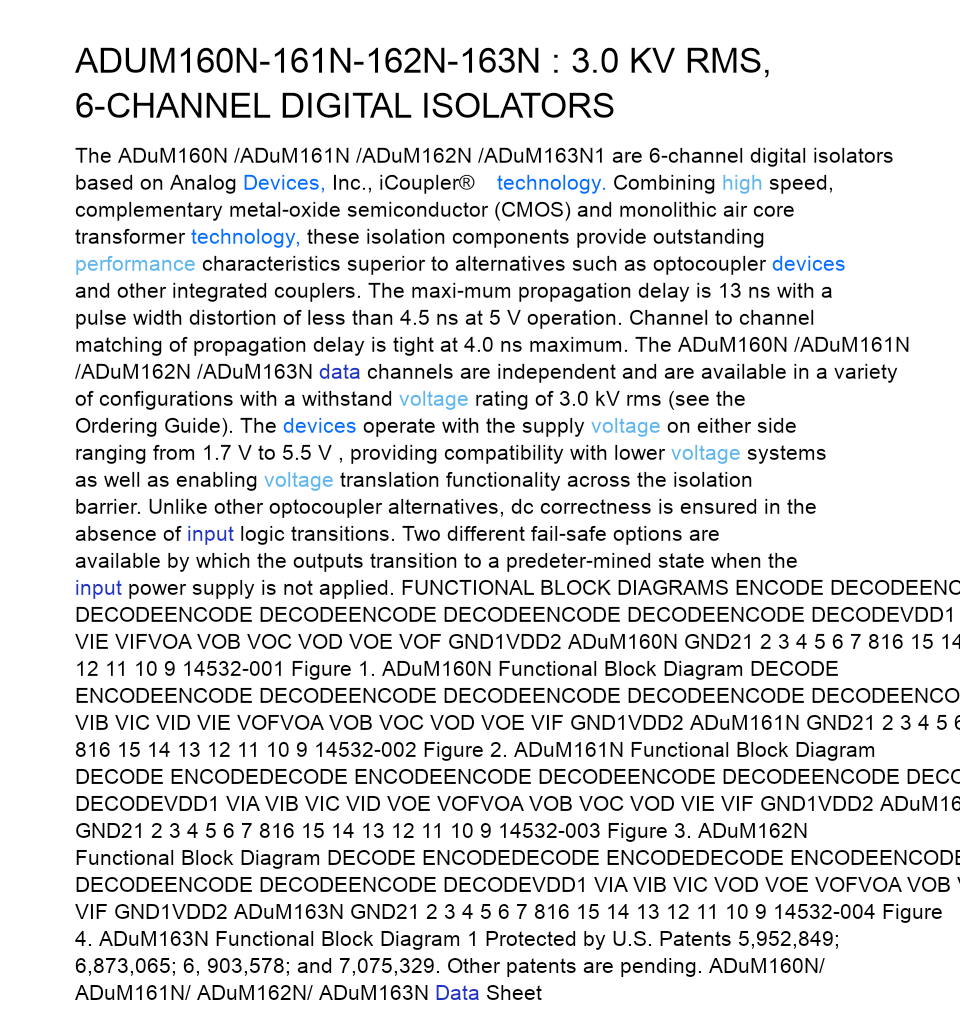 ADUM160N-161N-162N-163N : 3.0 KV RMS,
6-CHANNEL DIGITAL ISOLATORS
The ADuM160N /ADuM161N /ADuM162N /ADuM163N1 are 6-channel digital isolators
based on Analog Devices, Inc., iCoupler® technology. Combining high speed,
complementary metal-oxide semiconductor (CMOS) and monolithic air core
transformer technology, these isolation components provide outstanding
performance characteristics superior to alternatives such as optocoupler devices
and other integrated couplers. The maxi-mum propagation delay is 13 ns with a
pulse width distortion of less than 4.5 ns at 5 V operation. Channel to channel
matching of propagation delay is tight at 4.0 ns maximum. The ADuM160N /ADuM161N
/ADuM162N /ADuM163N data channels are independent and are available in a variety
of configurations with a withstand voltage rating of 3.0 kV rms (see the
Ordering Guide). The devices operate with the supply voltage on either side
ranging from 1.7 V to 5.5 V , providing compatibility with lower voltage systems
as well as enabling voltage translation functionality across the isolation
barrier. Unlike other optocoupler alternatives, dc correctness is ensured in the
absence of input logic transitions. Two different fail-safe options are
available by which the outputs transition to a predeter-mined state when the
input power supply is not applied. FUNCTIONAL BLOCK DIAGRAMS ENCODE DECODEENC
DECODEENCODE DECODEENCODE DECODEENCODE DECODEENCODE DECODEVDD1
VIE VIFVOA VOB VOC VOD VOE VOF GND1VDD2 ADuM160N GND21 2 3 4 5 6 7 816 15 14
12 11 10 9 14532-001 Figure 1. ADuM160N Functional Block Diagram DECODE
ENCODEENCODE DECODEENCODE DECODEENCODE DECODEENCODE DECODEENCO
VIB VIC VID VIE VOFVOA VOB VOC VOD VOE VIF GND1VDD2 ADuM161N GND21 2 3 4 5 6
816 15 14 13 12 11 10 9 14532-002 Figure 2. ADuM161N Functional Block Diagram
DECODE ENCODEDECODE ENCODEENCODE DECODEENCODE DECODEENCODE DECO
DECODEVDD1 VIA VIB VIC VID VOE VOFVOA VOB VOC VOD VIE VIF GND1VDD2 ADuM16
GND21 2 3 4 5 6 7 816 15 14 13 12 11 10 9 14532-003 Figure 3. ADuM162N
Functional Block Diagram DECODE ENCODEDECODE ENCODEDECODE ENCODEENCODE
DECODEENCODE DECODEENCODE DECODEVDD1 VIA VIB VIC VOD VOE VOFVOA VOB
VIF GND1VDD2 ADuM163N GND21 2 3 4 5 6 7 816 15 14 13 12 11 10 9 14532-004 Figure
4. ADuM163N Functional Block Diagram 1 Protected by U.S. Patents 5,952,849;
6,873,065; 6, 903,578; and 7,075,329. Other patents are pending. ADuM160N/
ADuM161N/ ADuM162N/ ADuM163N Data Sheet